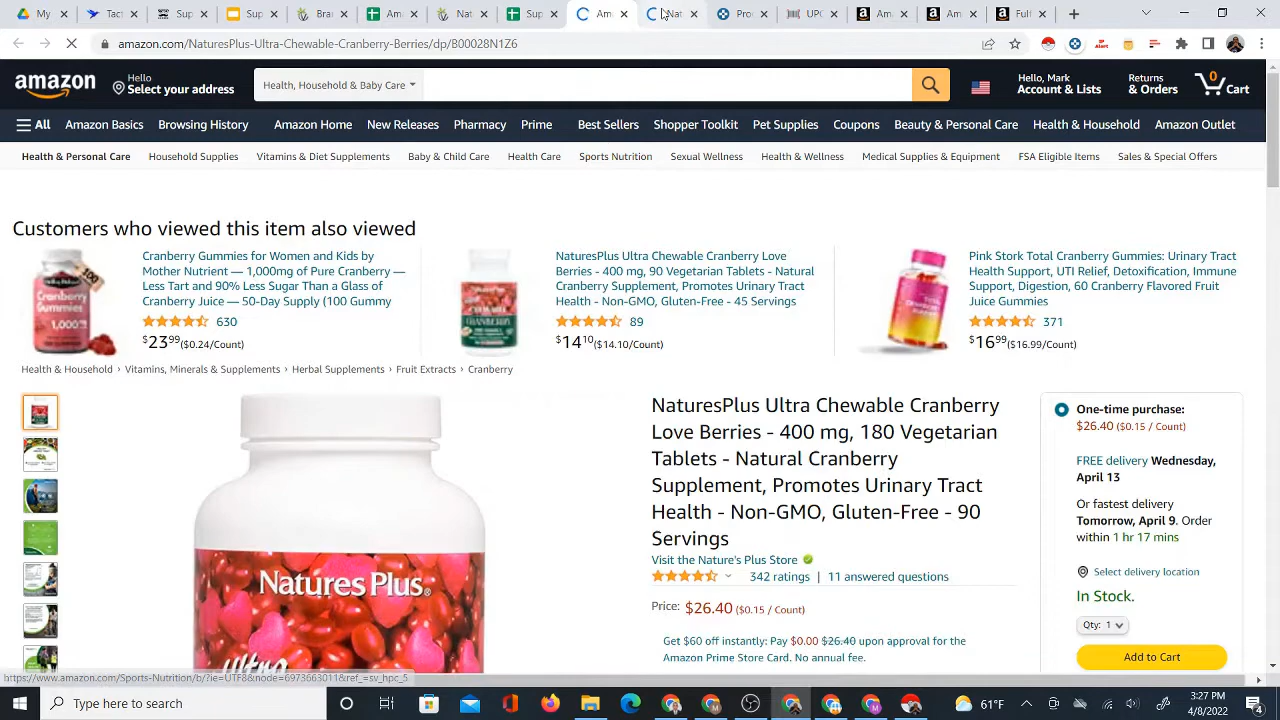 Ma
Sup
Nat
Sup
Nat
Sup
Am
Nat
Pro
UPC
Am
Am
Full
amazon.com/NaturesPlus-Ultra-Chewable-Cranberry-Berries/dp/B00028N1Z6
amazon
Hello
Select your address
Health, Household & Baby Care
Hello, Mark
Account & Lists
Returns
& Orders
0
Cart
All
Amazon Basics
Browsing History
Amazon Home
New Releases
Pharmacy
Prime
Best Sellers
Shopper Toolkit
Pet Supplies
Coupons
Beauty & Personal Care
Health & Household
Amazon Outlet
Health & Personal Care
Household Supplies
Vitamins & Diet Supplements
Baby & Child Care
Health Care
Sports Nutrition
Sexual Wellness
Health & Wellness
Medical Supplies & Equipment
FSA Eligible Items
Sales & Special Offers
Customers who viewed this item also viewed
Cranberry Gummies for Women and Kids by
Mother Nutrient — 1,000mg of Pure Cranberry —
Less Tart and 90% Less Sugar Than a Glass of
Cranberry Juice — 50-Day Supply (100 Gummy
430
$23.99 ($0.24/Count)
NaturesPlus Ultra Chewable Cranberry Love
Berries - 400 mg, 90 Vegetarian Tablets - Natural
Cranberry Supplement, Promotes Urinary Tract
Health - Non-GMO, Gluten-Free - 45 Servings
89
$14.10 ($14.10/Count)
Pink Stork Total Cranberry Gummies: Urinary Tract
Health Support, UTI Relief, Detoxification, Immune
Support, Digestion, 60 Cranberry Flavored Fruit
Juice Gummies
371
$16.99 ($16.99/Count)
Health & Household › Vitamins, Minerals & Supplements › Herbal Supplements › Fruit Extracts › Cranberry
Natures Plus®
Ultra
NaturesPlus Ultra Chewable Cranberry
Love Berries - 400 mg, 180 Vegetarian
Tablets - Natural Cranberry
Supplement, Promotes Urinary Tract
Health - Non-GMO, Gluten-Free - 90
Servings
Visit the Nature's Plus Store
342 ratings | 11 answered questions
Price: $26.40 ($0.15 / Count)
Get $60 off instantly: Pay $0.00 $26.40 upon approval for the
Amazon Prime Store Card. No annual fee.
One-time purchase:
$26.40 ($0.15 / Count)
FREE delivery Wednesday,
April 13
Or fastest delivery
Tomorrow, April 9. Order
within 1 hr 17 mins
Select delivery location
In Stock.
Qty: 1
Add to Cart
Type here to search
61°F
3:27 PM
4/8/2022